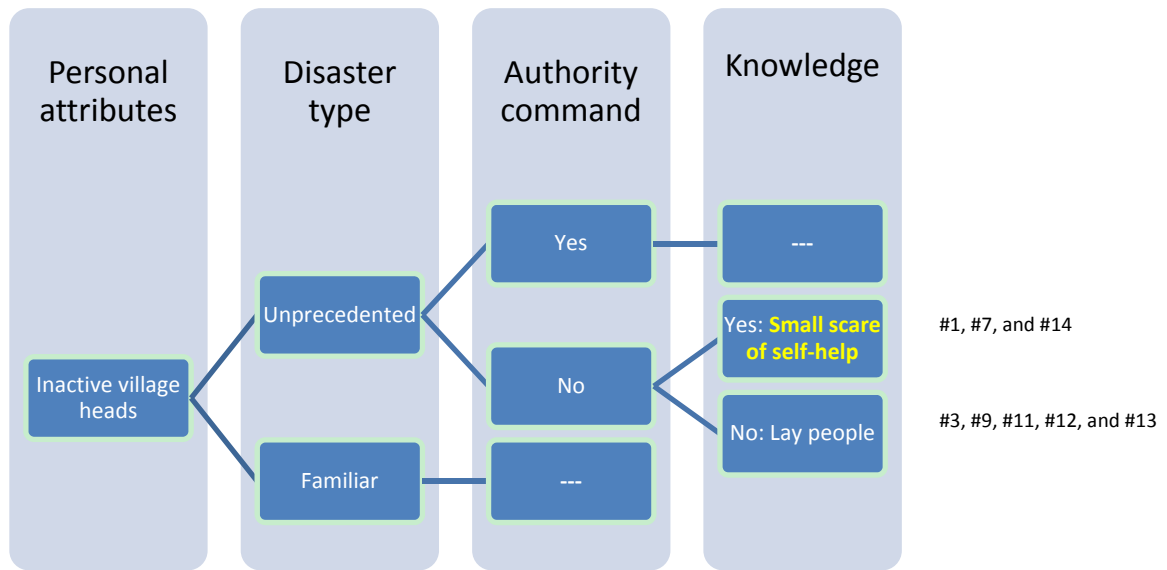 Personal
attributes
Disaster
type
Authority
command
Knowledge
Yes
---
Unprecedented
Yes: Small scare
of self-help
#1, #7, and #14
Inactive village
heads
No
No: Lay people
#3, #9, #11, #12, and #13
Familiar
---